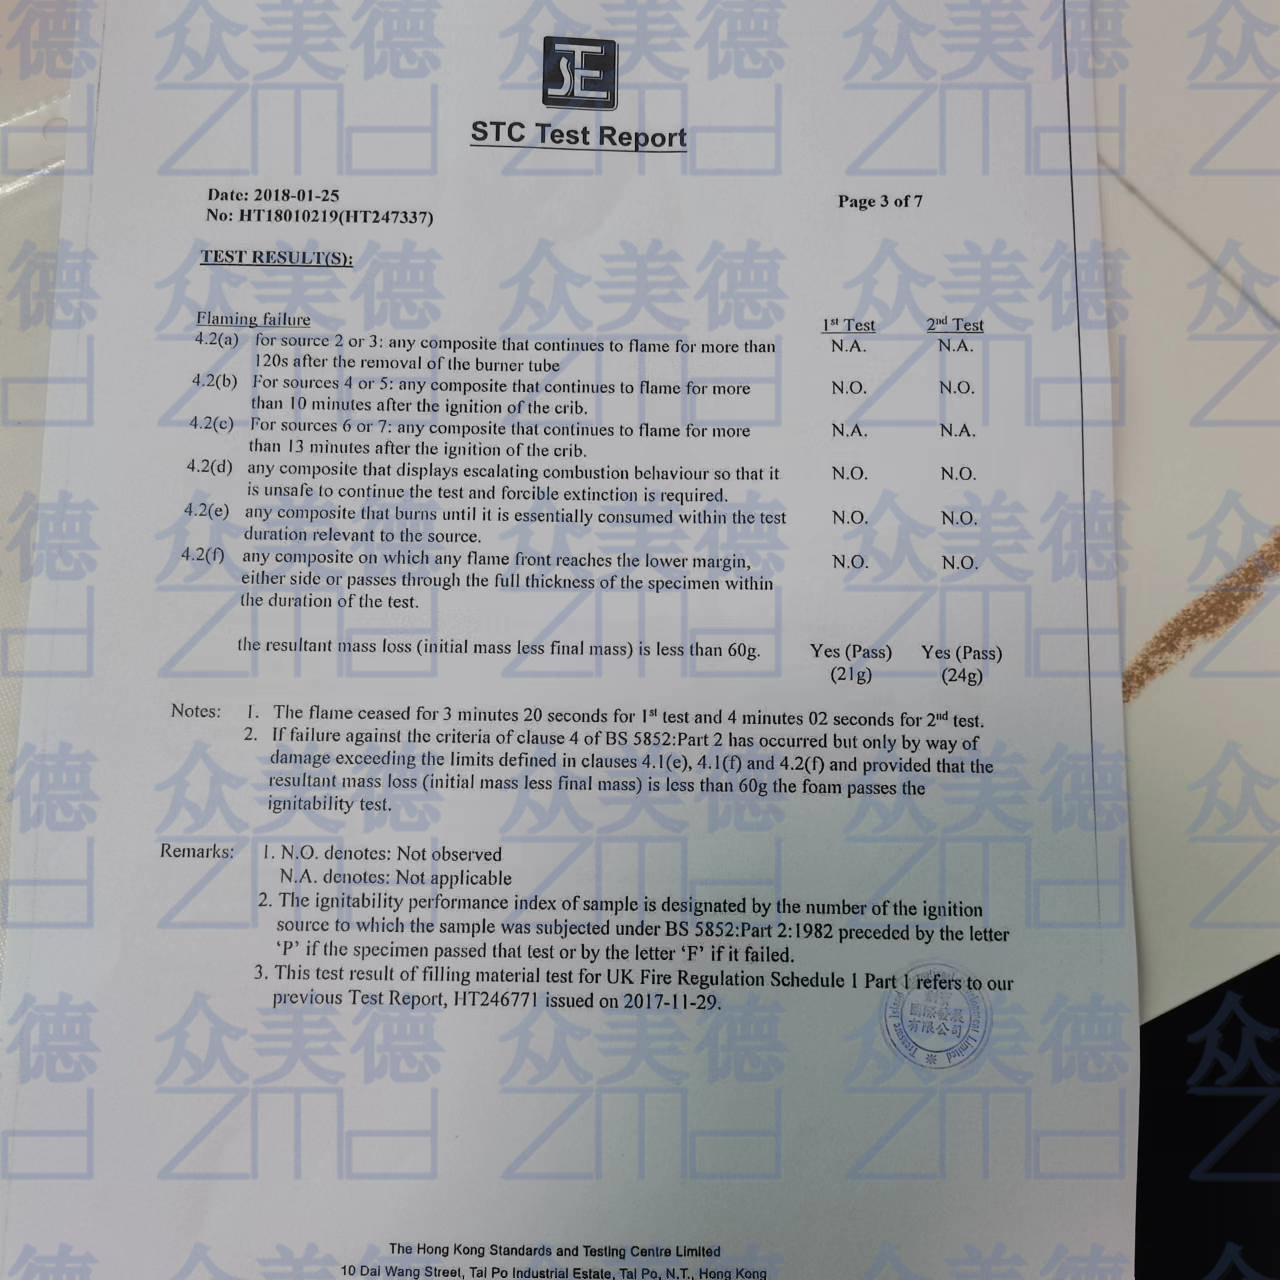 STC Test Report
Date: 2018-01-25
Page 3 of 7
No: HT18010219(HT247337)
TEST RESULT(S):
Flaming failure
1st Test 2nd Test
4.2(a) for source 2 or 3: any composite that continues to flame for more than N.A. N.A.
120s after the removal of the burner tube
4.2(b) For sources 4 or 5: any composite that continues to flame for more N.O. N.O.
than 10 minutes after the ignition of the crib.
4.2(c) For sources 6 or 7: any composite that continues to flame for more N.A. N.A.
than 13 minutes after the ignition of the crib.
4.2(d) any composite that displays escalating combustion behaviour so that it N.O. N.O.
is unsafe to continue the test and forcible extinction is required.
4.2(e) any composite that burns until it is essentially consumed within the test N.O. N.O.
duration relevant to the source.
4.2(f) any composite on which any flame front reaches the lower margin, N.O. N.O.
either side or passes through the full thickness of the specimen within
the duration of the test.
the resultant mass loss (initial mass less final mass) is less than 60g. Yes (Pass) Yes (Pass)
(21g) (24g)
Notes: 1. The flame ceased for 3 minutes 20 seconds for 1st test and 4 minutes 02 seconds for 2nd test.
2. If failure against the criteria of clause 4 of BS 5852:Part 2 has occurred but only by way of
damage exceeding the limits defined in clauses 4.1(e), 4.1(f) and 4.2(f) and provided that the
resultant mass loss (initial mass less final mass) is less than 60g the foam passes the
ignitability test.
Remarks: 1. N.O. denotes: Not observed
N.A. denotes: Not applicable
2. The ignitability performance index of sample is designated by the number of the ignition
source to which the sample was subjected under BS 5852:Part 2:1982 preceded by the letter
‘P’ if the specimen passed that test or by the letter ‘F’ if it failed.
3. This test result of filling material test for UK Fire Regulation Schedule 1 Part 1 refers to our
previous Test Report, HT246771 issued on 2017-11-29.
國際發展
有限公司
The Hong Kong Standards and Testing Centre Limited
10 Dai Wang Street, Tai Po Industrial Estate, Tai Po, N.T., Hong Kong
众美德
ZMD